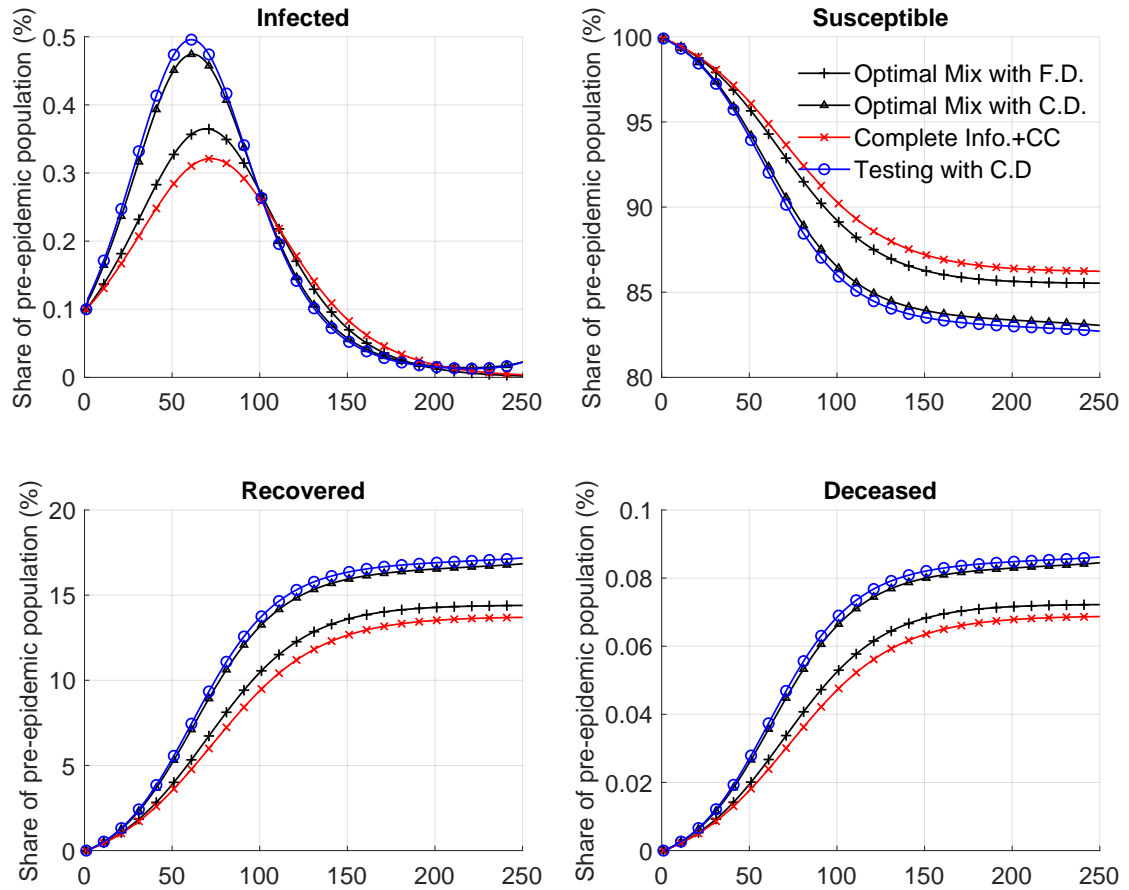 Infected
Share of pre-epidemic population (%)
0.5
0.4
0.3
0.2
0.1
0
0 50 100 150 200 250
Susceptible
Share of pre-epidemic population (%)
100
95
90
85
80
0 50 100 150 200 250
Optimal Mix with F.D.
Optimal Mix with C.D.
Complete Info.+CC
Testing with C.D
Recovered
Share of pre-epidemic population (%)
20
15
10
5
0
0 50 100 150 200 250
Deceased
Share of pre-epidemic population (%)
0.1
0.08
0.06
0.04
0.02
0
0 50 100 150 200 250